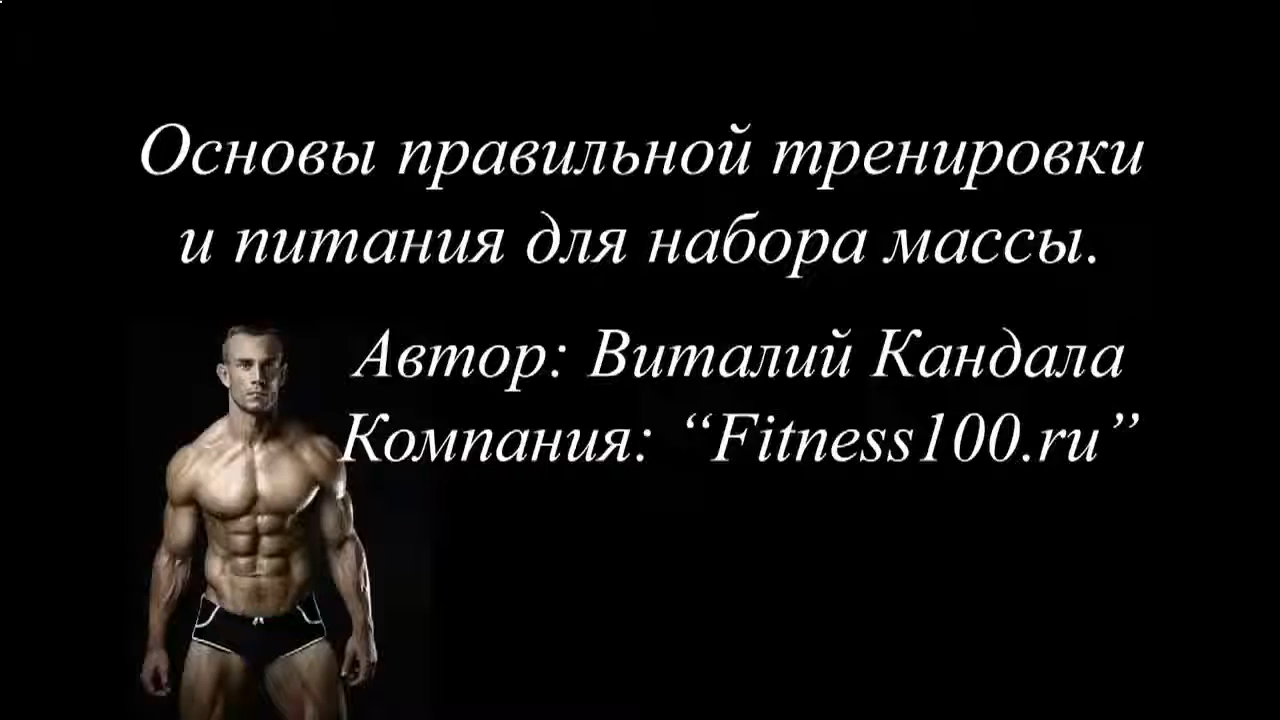 Основы правильной тренировки
и питания для набора массы.
Автор: Виталий Кандала
Компания: “Fitness100.ru”